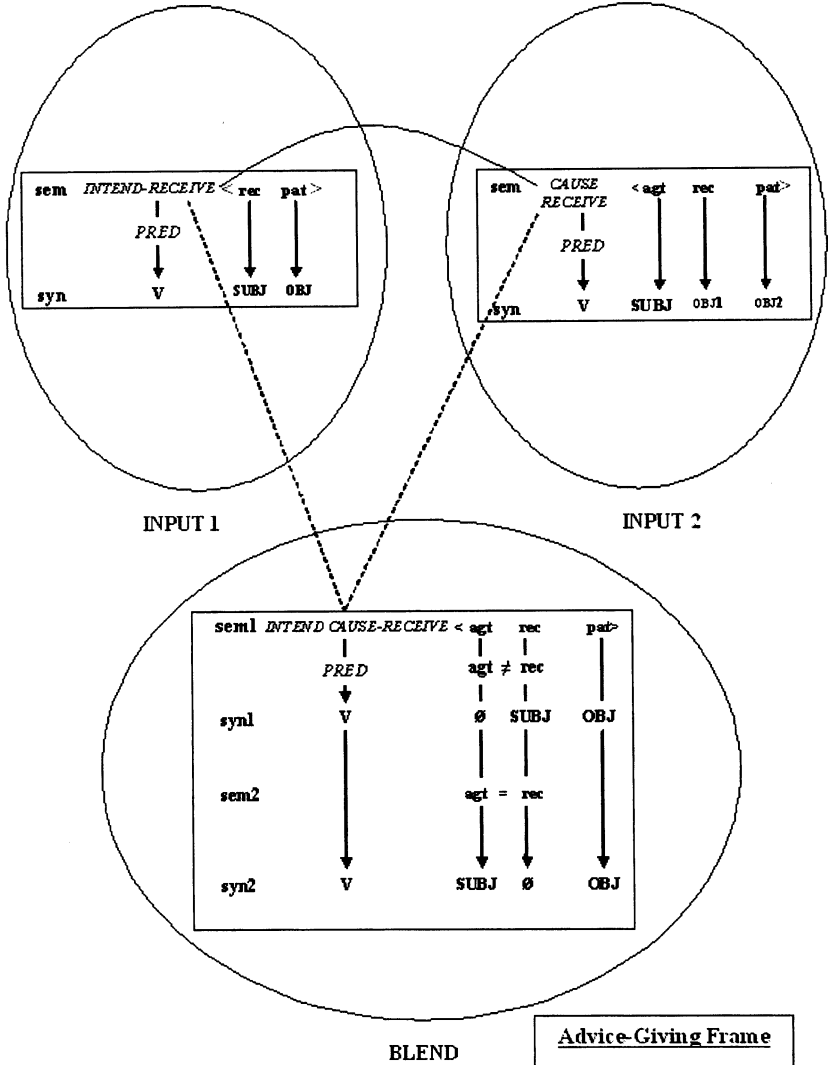 sem INTEND-RECEIVE < rec pat >
PRED
syn V SUBJ OBJ
INPUT 1
sem CAUSE RECEIVE < agt rec pat>
PRED
syn V SUBJ OBJ1 OBJ2
INPUT 2
sem1 INTEND CAUSE-RECEIVE < agt rec pat>
PRED agt ≠ rec
syn1 V Ø SUBJ OBJ
sem2 agt = rec
syn2 V SUBJ Ø OBJ
BLEND
Advice-Giving Frame